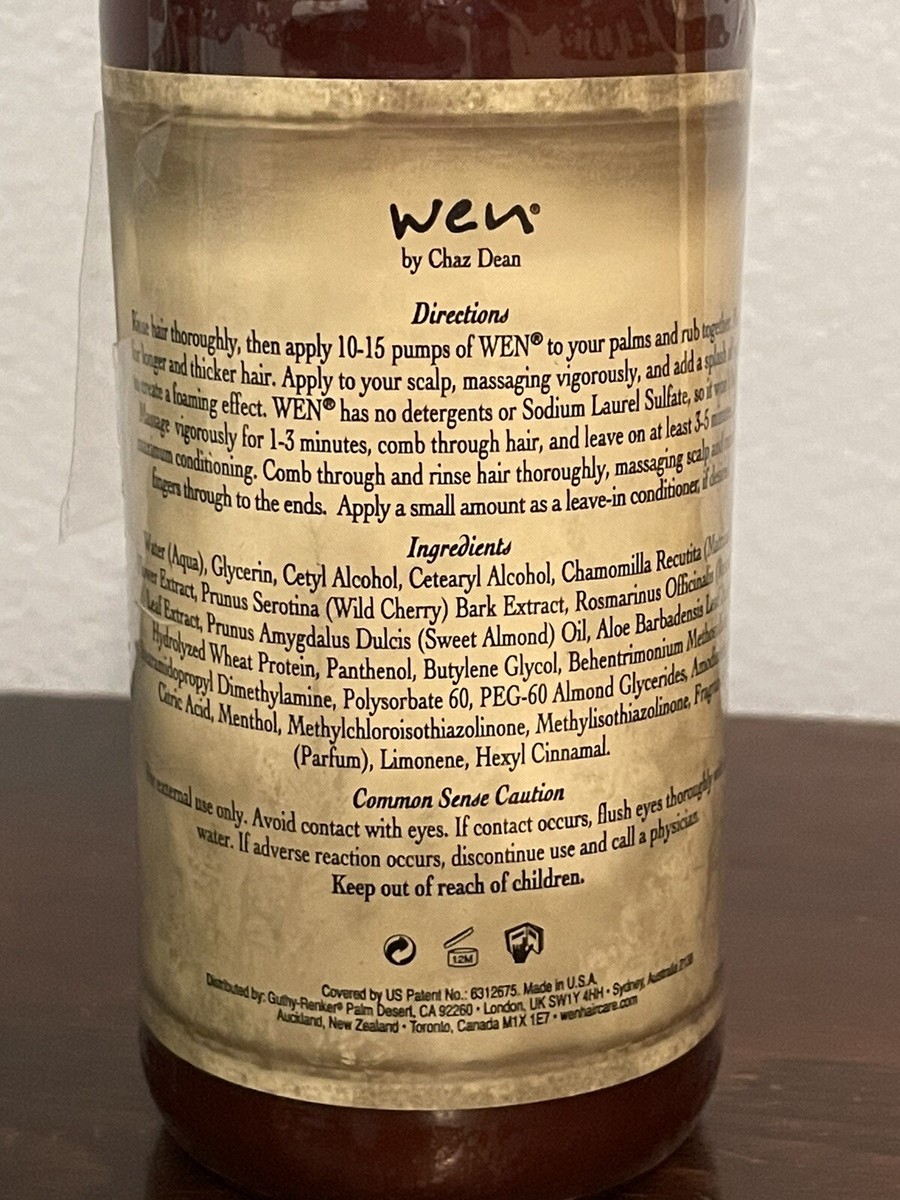 wen®
by Chaz Dean
Directions
Rinse hair thoroughly, then apply 10-15 pumps of WEN® to your palms and rub together.
for longer and thicker hair. Apply to your scalp, massaging vigorously, and add a splash
to create a foaming effect. WEN® has no detergents or Sodium Laurel Sulfate, so it
Massage vigorously for 1-3 minutes, comb through hair, and leave on at least 3-5
maximum conditioning. Comb through and rinse hair thoroughly, massaging scalp and
fingers through to the ends. Apply a small amount as a leave-in conditioner, if
Ingredients
Water (Aqua), Glycerin, Cetyl Alcohol, Cetearyl Alcohol, Chamomilla Recutita
Extract, Prunus Serotina (Wild Cherry) Bark Extract, Rosmarinus Officinalis
Leaf Extract, Prunus Amygdalus Dulcis (Sweet Almond) Oil, Aloe Barbadensis
Hydrolyzed Wheat Protein, Panthenol, Butylene Glycol, Behentrimonium
Dimethylamine, Polysorbate 60, PEG-60 Almond Glycerides,
Citric Acid, Menthol, Methylchloroisothiazolinone, Methylisothiazolinone,
(Parfum), Limonene, Hexyl Cinnamal.
Common Sense Caution
external use only. Avoid contact with eyes. If contact occurs, flush eyes thoroughly
water. If adverse reaction occurs, discontinue use and call a physician.
Keep out of reach of children.
12M
Covered by US Patent No.: 6312675. Made in U.S.A.
Distributed by: Guthy-Renker® Palm Desert, CA 92260 • London, UK SW1Y 4HH • Sydney, Australia
Auckland, New Zealand • Toronto, Canada M1X 1E7 • wenhaircare.com